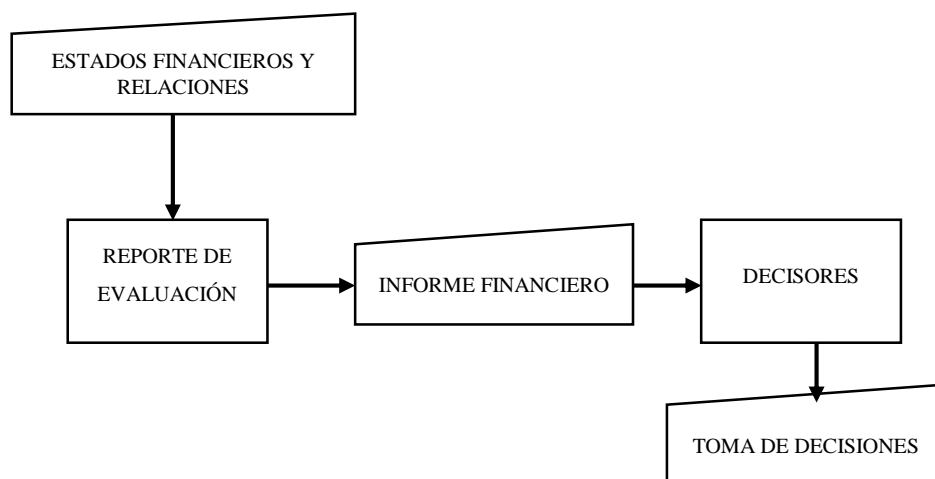 ESTADOS FINANCIEROS Y
RELACIONES
REPORTE DE
EVALUACIÓN
INFORME FINANCIERO
DECISORES
TOMA DE DECISIONES